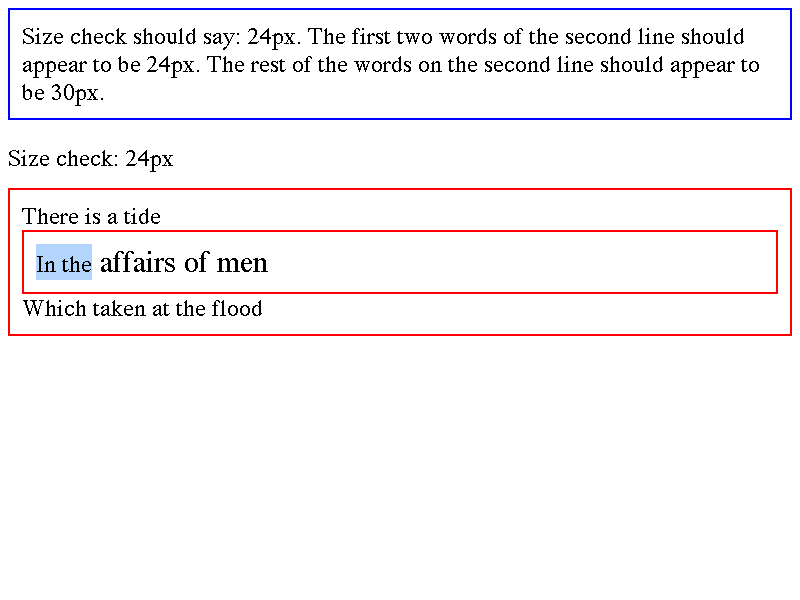 Size check should say: 24px. The first two words of the second line should
appear to be 24px. The rest of the words on the second line should appear to
be 30px.
Size check: 24px
There is a tide
In the affairs of men
Which taken at the flood